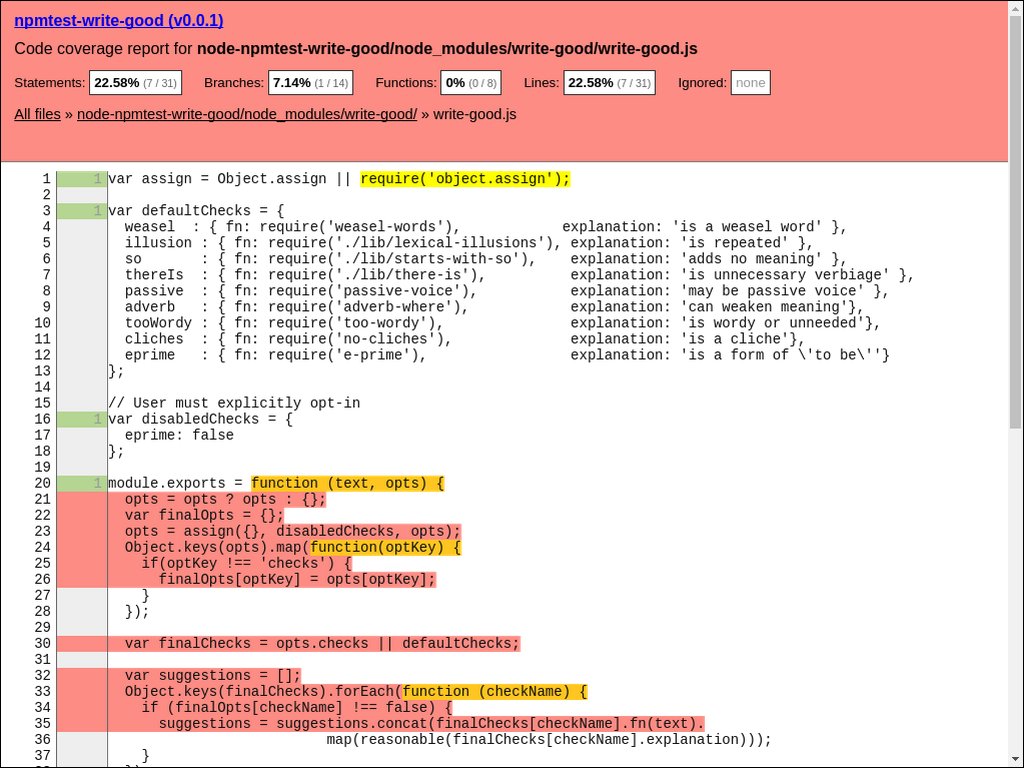 npmtest-write-good (v0.0.1)
Code coverage report for node-npmtest-write-good/node_modules/write-good/write-good.js
Statements: 22.58% (7 / 31) Branches: 7.14% (1 / 14) Functions: 0% (0 / 8) Lines: 22.58% (7 / 31) Ignored: none
All files » node-npmtest-write-good/node_modules/write-good/ » write-good.js
1 1 var assign = Object.assign || require('object.assign');
2
3 1 var defaultChecks = {
4 weasel  : { fn: require('weasel-words'),            explanation: 'is a weasel word' },
5 illusion : { fn: require('./lib/lexical-illusions'), explanation: 'is repeated' },
6 so       : { fn: require('./lib/starts-with-so'),    explanation: 'adds no meaning' },
7 thereIs  : { fn: require('./lib/there-is'),          explanation: 'is unnecessary verbiage' },
8 passive  : { fn: require('passive-voice'),           explanation: 'may be passive voice' },
9 adverb   : { fn: require('adverb-where'),            explanation: 'can weaken meaning'},
10 tooWordy : { fn: require('too-wordy'),               explanation: 'is wordy or unneeded'},
11 cliches  : { fn: require('no-cliches'),              explanation: 'is a cliche'},
12 eprime   : { fn: require('e-prime'),                 explanation: 'is a form of \'to be\''}
13 };
14
15 // User must explicitly opt-in
16 1 var disabledChecks = {
17 eprime: false
18 };
19
20 1 module.exports = function (text, opts) {
21 opts = opts ? opts : {};
22 var finalOpts = {};
23 opts = assign({}, disabledChecks, opts);
24 Object.keys(opts).map(function(optKey) {
25 if(optKey !== 'checks') {
26 finalOpts[optKey] = opts[optKey];
27 }
28 });
29
30 var finalChecks = opts.checks || defaultChecks;
31
32 var suggestions = [];
33 Object.keys(finalChecks).forEach(function (checkName) {
34 if (finalOpts[checkName] !== false) {
35 suggestions = suggestions.concat(finalChecks[checkName].fn(text).
36 map(reasonable(finalChecks[checkName].explanation)));
37 }